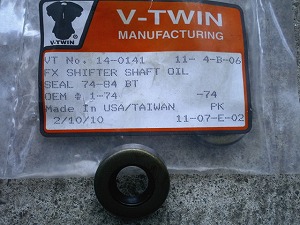 V-TWIN
V-TWIN
MANUFACTURING
VT No. 14-0141 11- 4-B-06
FX SHIFTER SHAFT OIL
SEAL 74-84 BT
OEM Φ 1-74 -74
Made In USA/TAIWAN PK
2/10/10 11-07-E-02